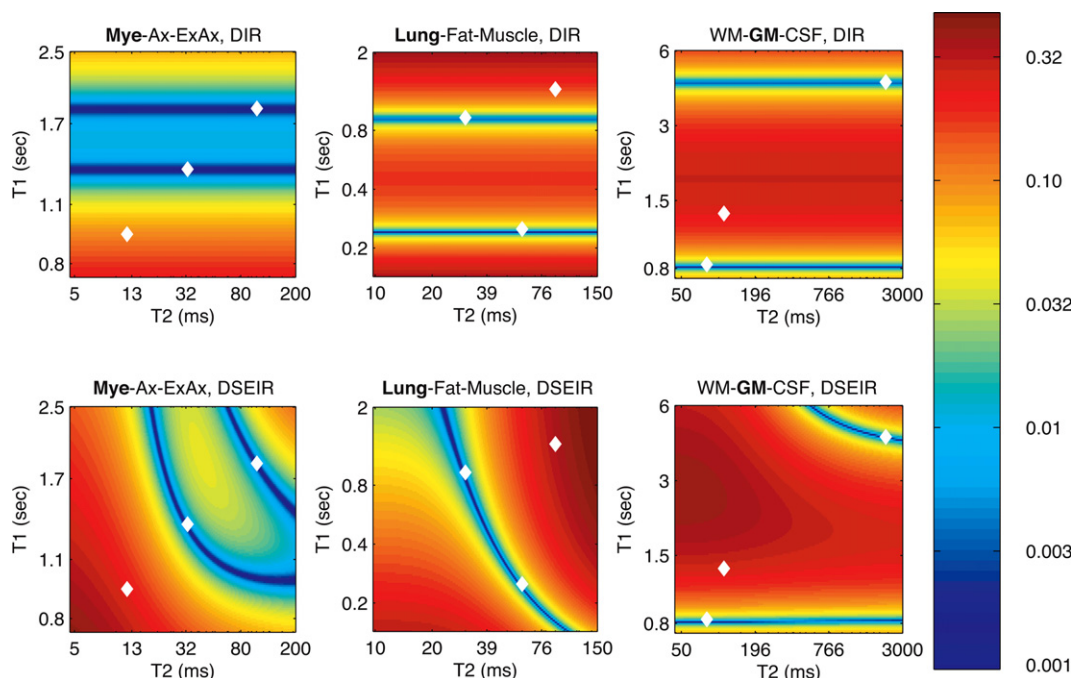 Mye-Ax-ExAx, DIR
2.5
1.7
1.1
0.8
T1 (sec)
5 13 32 80 200
T2 (ms)
Lung-Fat-Muscle, DIR
2
0.8
0.4
0.2
T1 (sec)
10 20 39 76 150
T2 (ms)
WM-GM-CSF, DIR
6
3
1.5
0.8
T1 (sec)
50 196 766 3000
T2 (ms)
Mye-Ax-ExAx, DSEIR
2.5
1.7
1.1
0.8
T1 (sec)
5 13 32 80 200
T2 (ms)
Lung-Fat-Muscle, DSEIR
2
0.8
0.4
0.2
T1 (sec)
10 20 39 76 150
T2 (ms)
WM-GM-CSF, DSEIR
6
3
1.5
0.8
T1 (sec)
50 196 766 3000
T2 (ms)
0.32
0.10
0.032
0.01
0.003
0.001